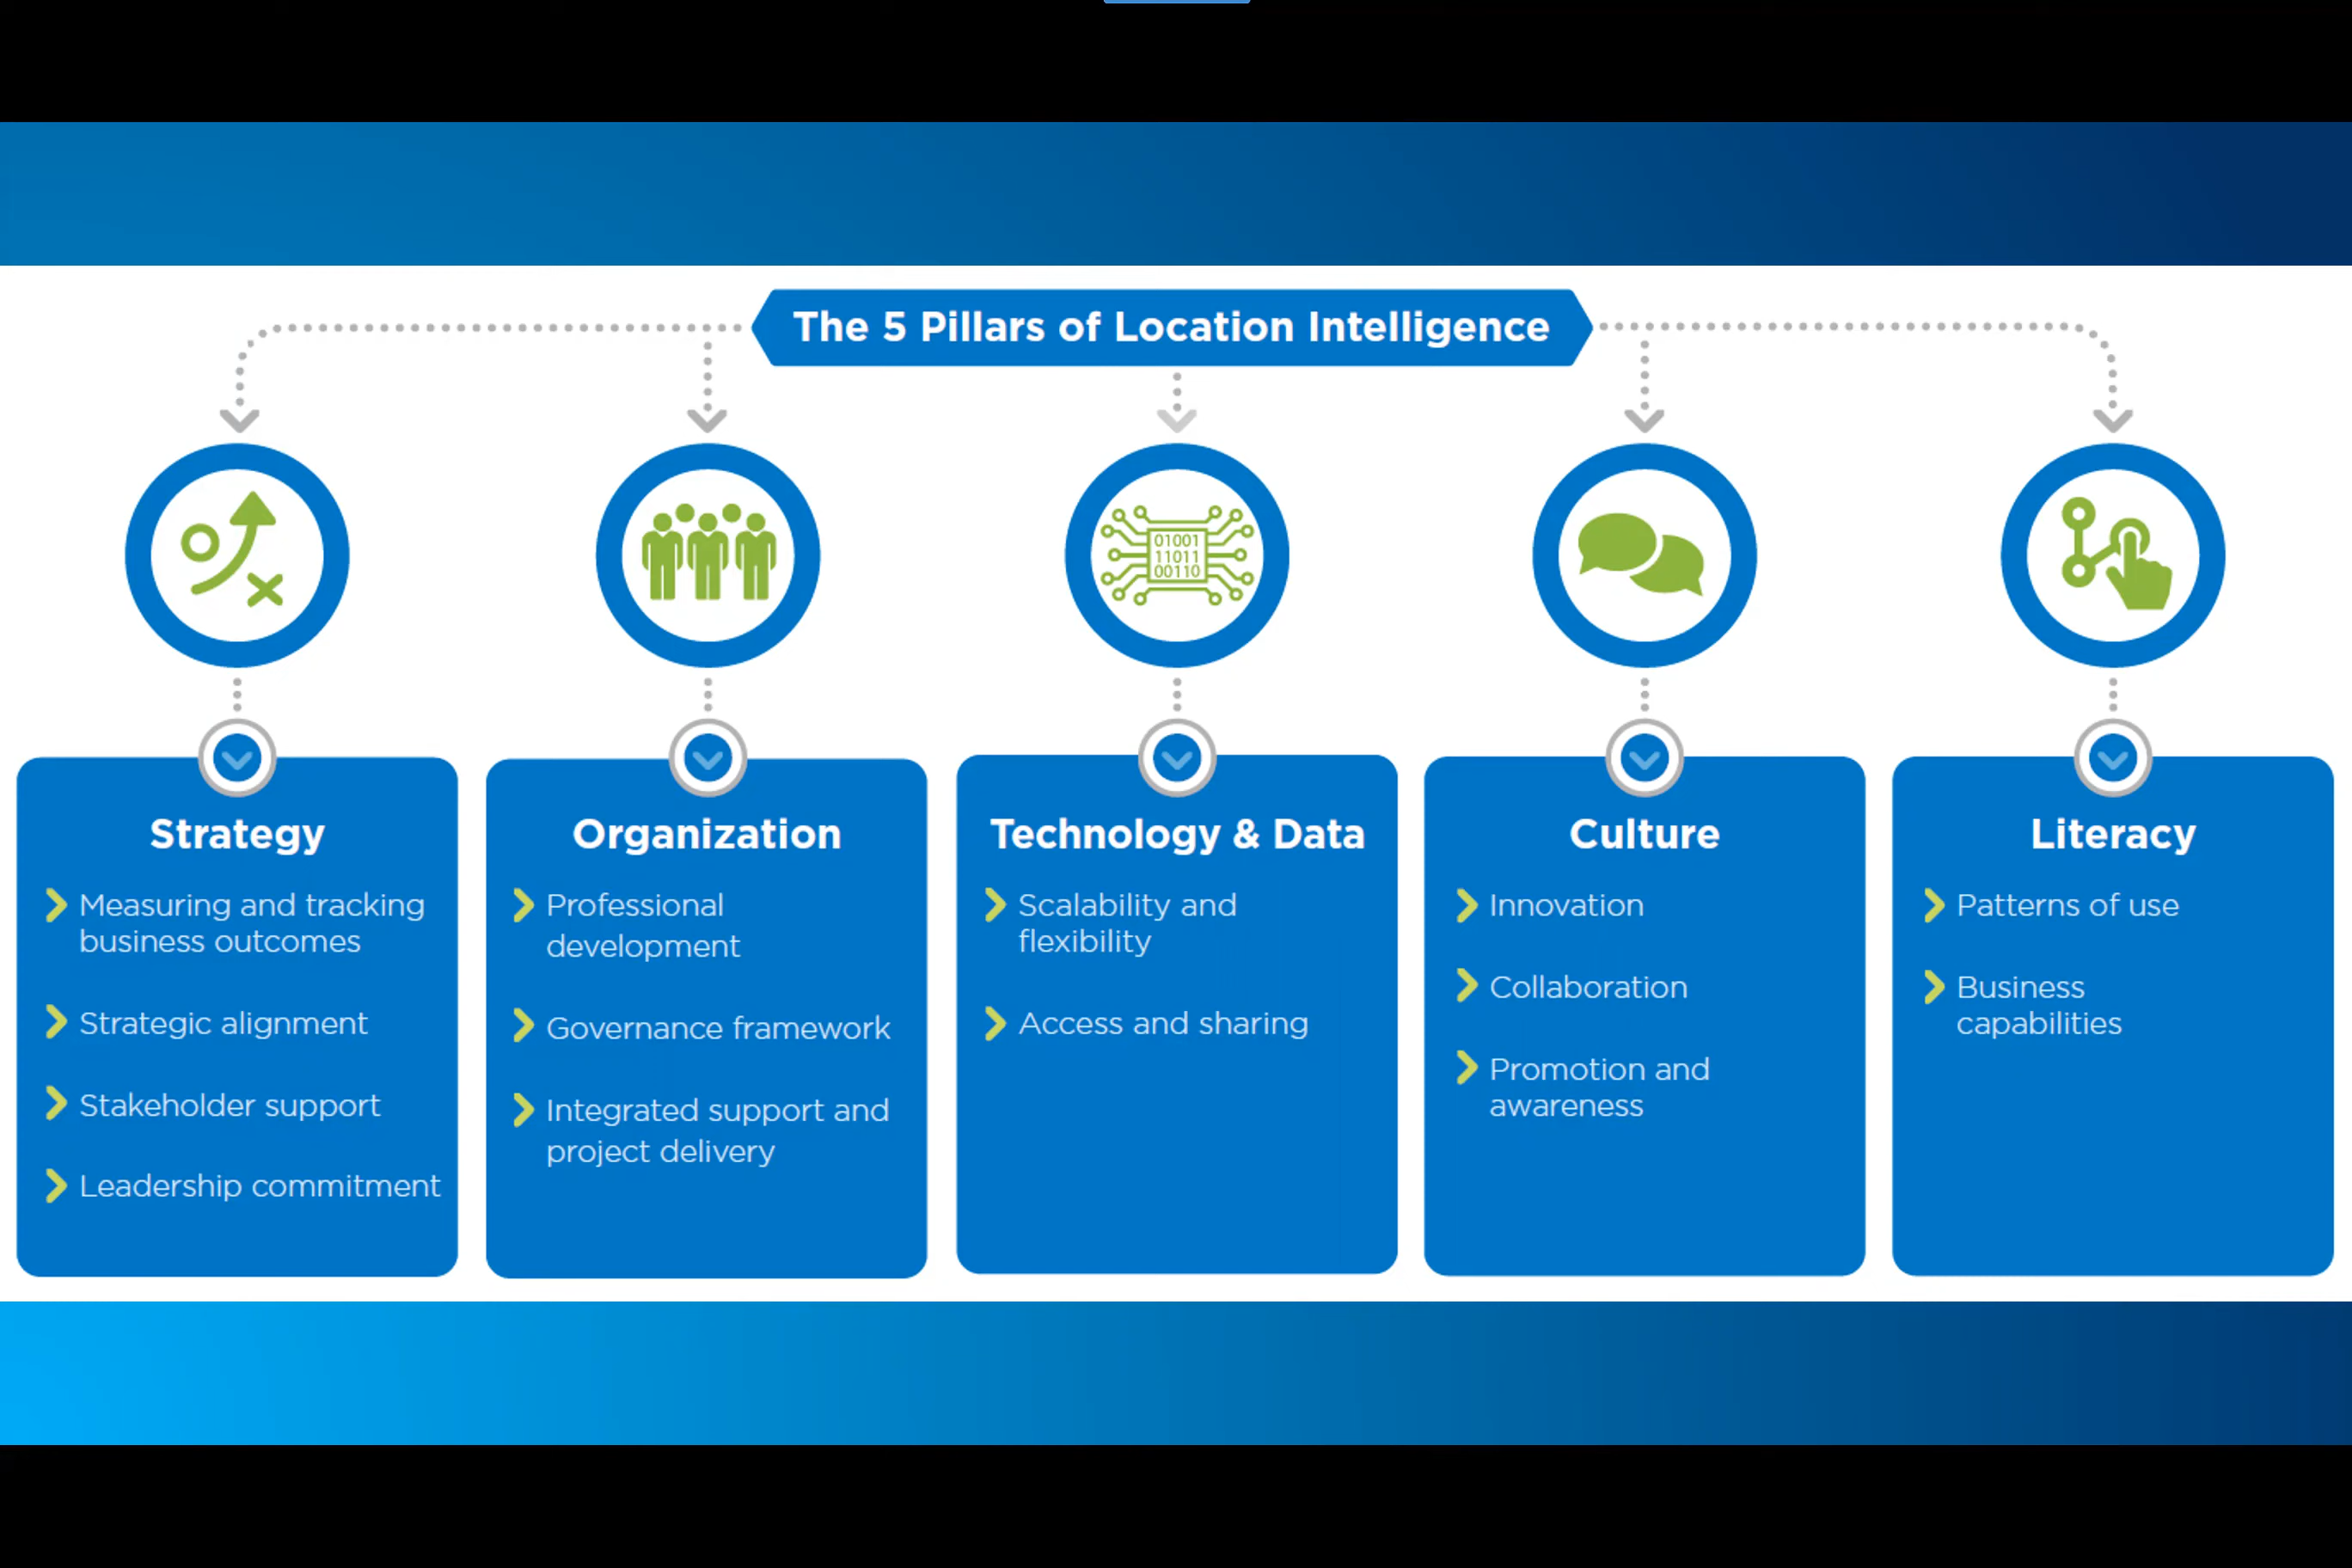 The 5 Pillars of Location Intelligence
01001
11011
00110
Strategy
Measuring and tracking
business outcomes
Strategic alignment
Stakeholder support
Leadership commitment
Organization
Professional
development
Governance framework
Integrated support and
project delivery
Technology & Data
Scalability and
flexibility
Access and sharing
Culture
Innovation
Collaboration
Promotion and
awareness
Literacy
Patterns of use
Business
capabilities